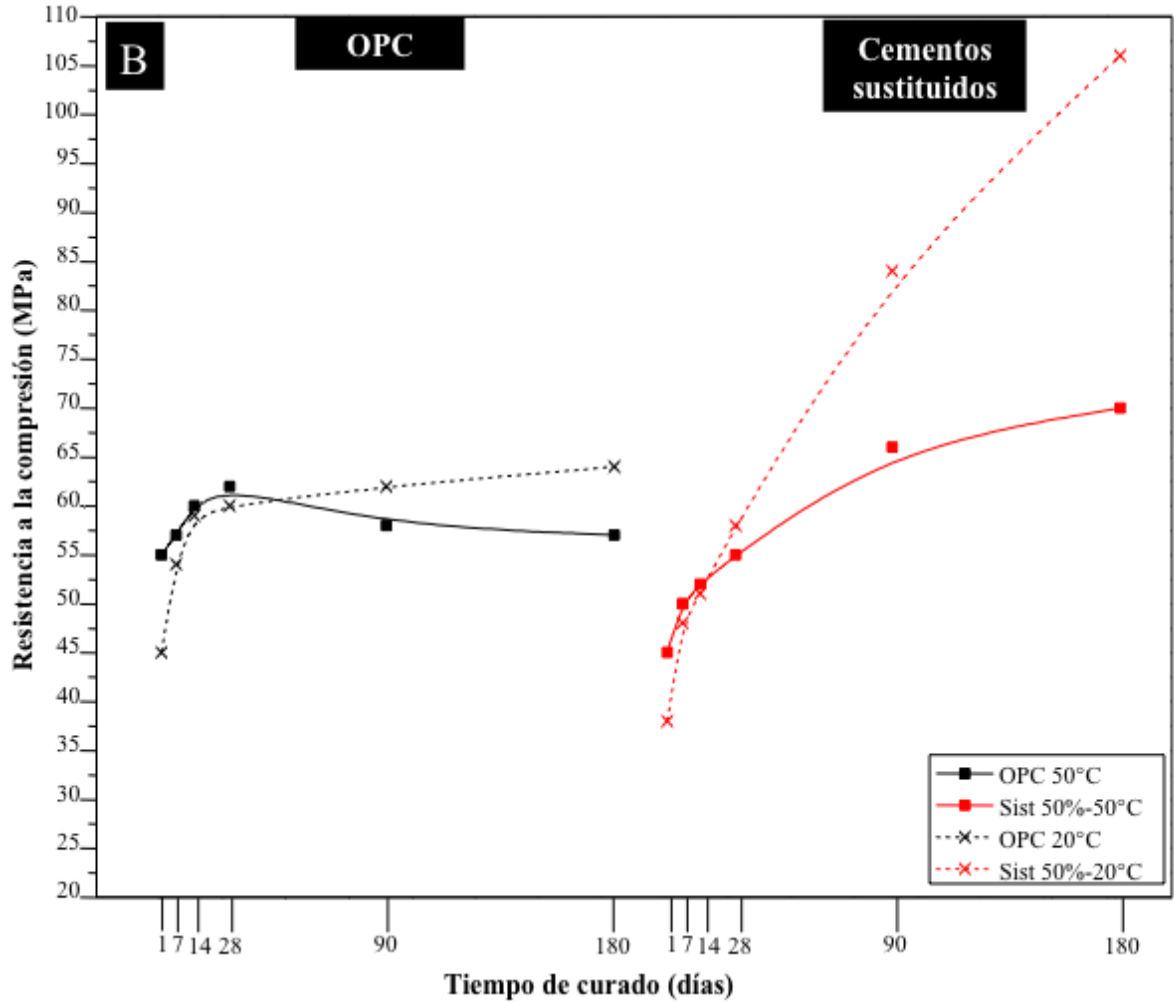 B
OPC
Cementos
sustituidos
Resistencia a la compresión (MPa)
110
105
100
95
90
85
80
75
70
65
60
55
50
45
40
35
30
25
20
OPC 50°C
Sist 50%-50°C
OPC 20°C
Sist 50%-20°C
1 7 14 28 90 180 1 7 14 28 90 180
Tiempo de curado (días)